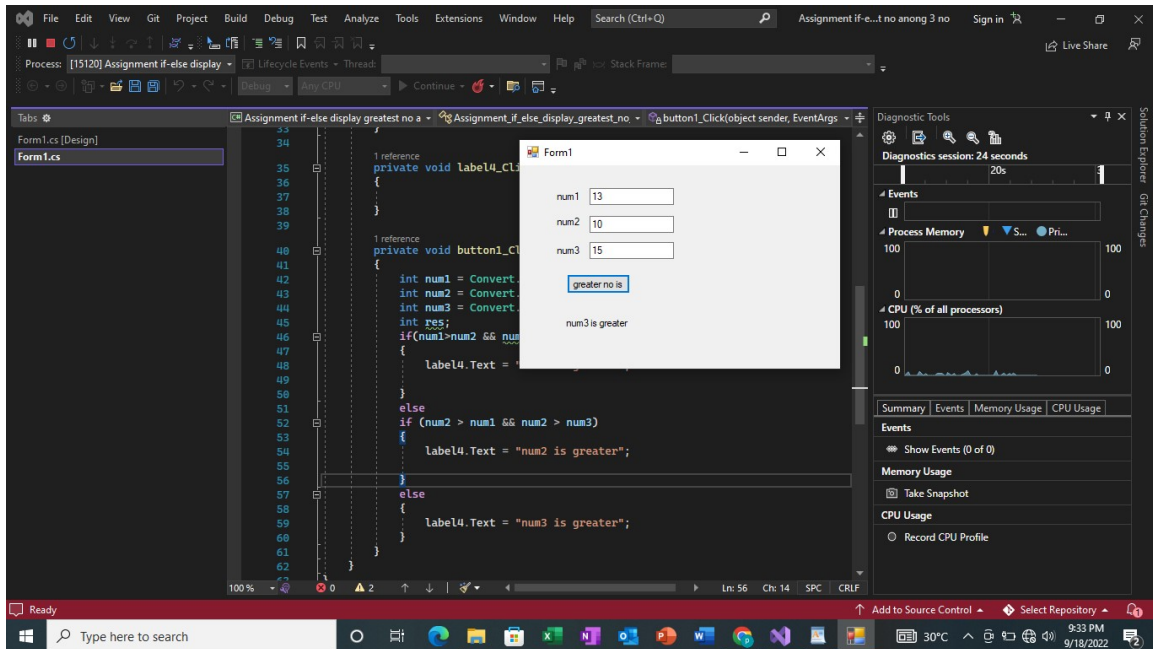 File Edit View Git Project Build Debug Test Analyze Tools Extensions Window Help Search (Ctrl+Q) Assignment if-e...t no anong 3 no Sign in
Live Share
Process: [15120] Assignment if-else display Lifecycle Events Thread: Stack Frame:
Debug Any CPU Continue
Tabs
Form1.cs [Design]
Form1.cs
Assignment if-else display greatest no a Assignment_if_else_display_greatest_no_ button1_Click(object sender, EventArgs
33 }
34
1 reference
35 private void label4_Cli
36 {
37
38 }
39
1 reference
40 private void button1_Cl
41 {
42 int num1 = Convert.
43 int num2 = Convert.
44 int num3 = Convert.
45 int res;
46 if(num1>num2 && num
47 {
48 label4.Text = "
49
50 }
51 else
52 if (num2 > num1 && num2 > num3)
53 {
54 label4.Text = "num2 is greater";
55
56 }
57 else
58 {
59 label4.Text = "num3 is greater";
60 }
61 }
62 }
63 }
100 % 0 2 Ln: 56 Ch: 14 SPC CRLF
Form1
num1 13
num2 10
num3 15
greater no is
num3 is greater
Diagnostic Tools
Diagnostics session: 24 seconds
20s
Events
Process Memory S... Pri...
100 100
0 0
CPU (% of all processors)
100 100
0 0
Summary Events Memory Usage CPU Usage
Events
Show Events (0 of 0)
Memory Usage
Take Snapshot
CPU Usage
Record CPU Profile
Solution Explorer
Git Changes
Ready Add to Source Control Select Repository
Type here to search 30°C 9:33 PM
9/18/2022